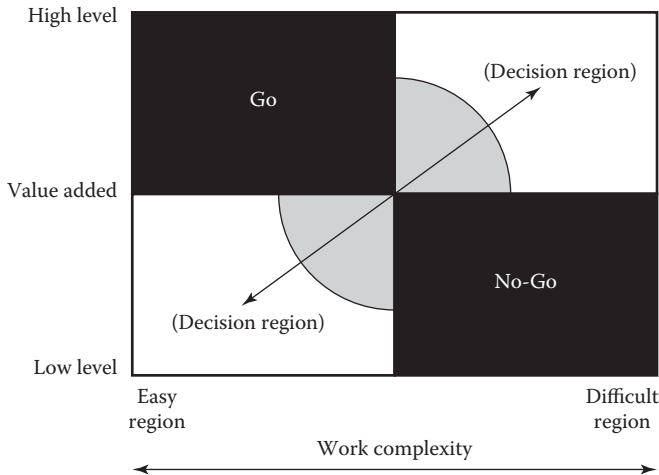 High level
(Decision region)
Go
Value added
No-Go
(Decision region)
Low level
Easy
region
Difficult
region
Work complexity